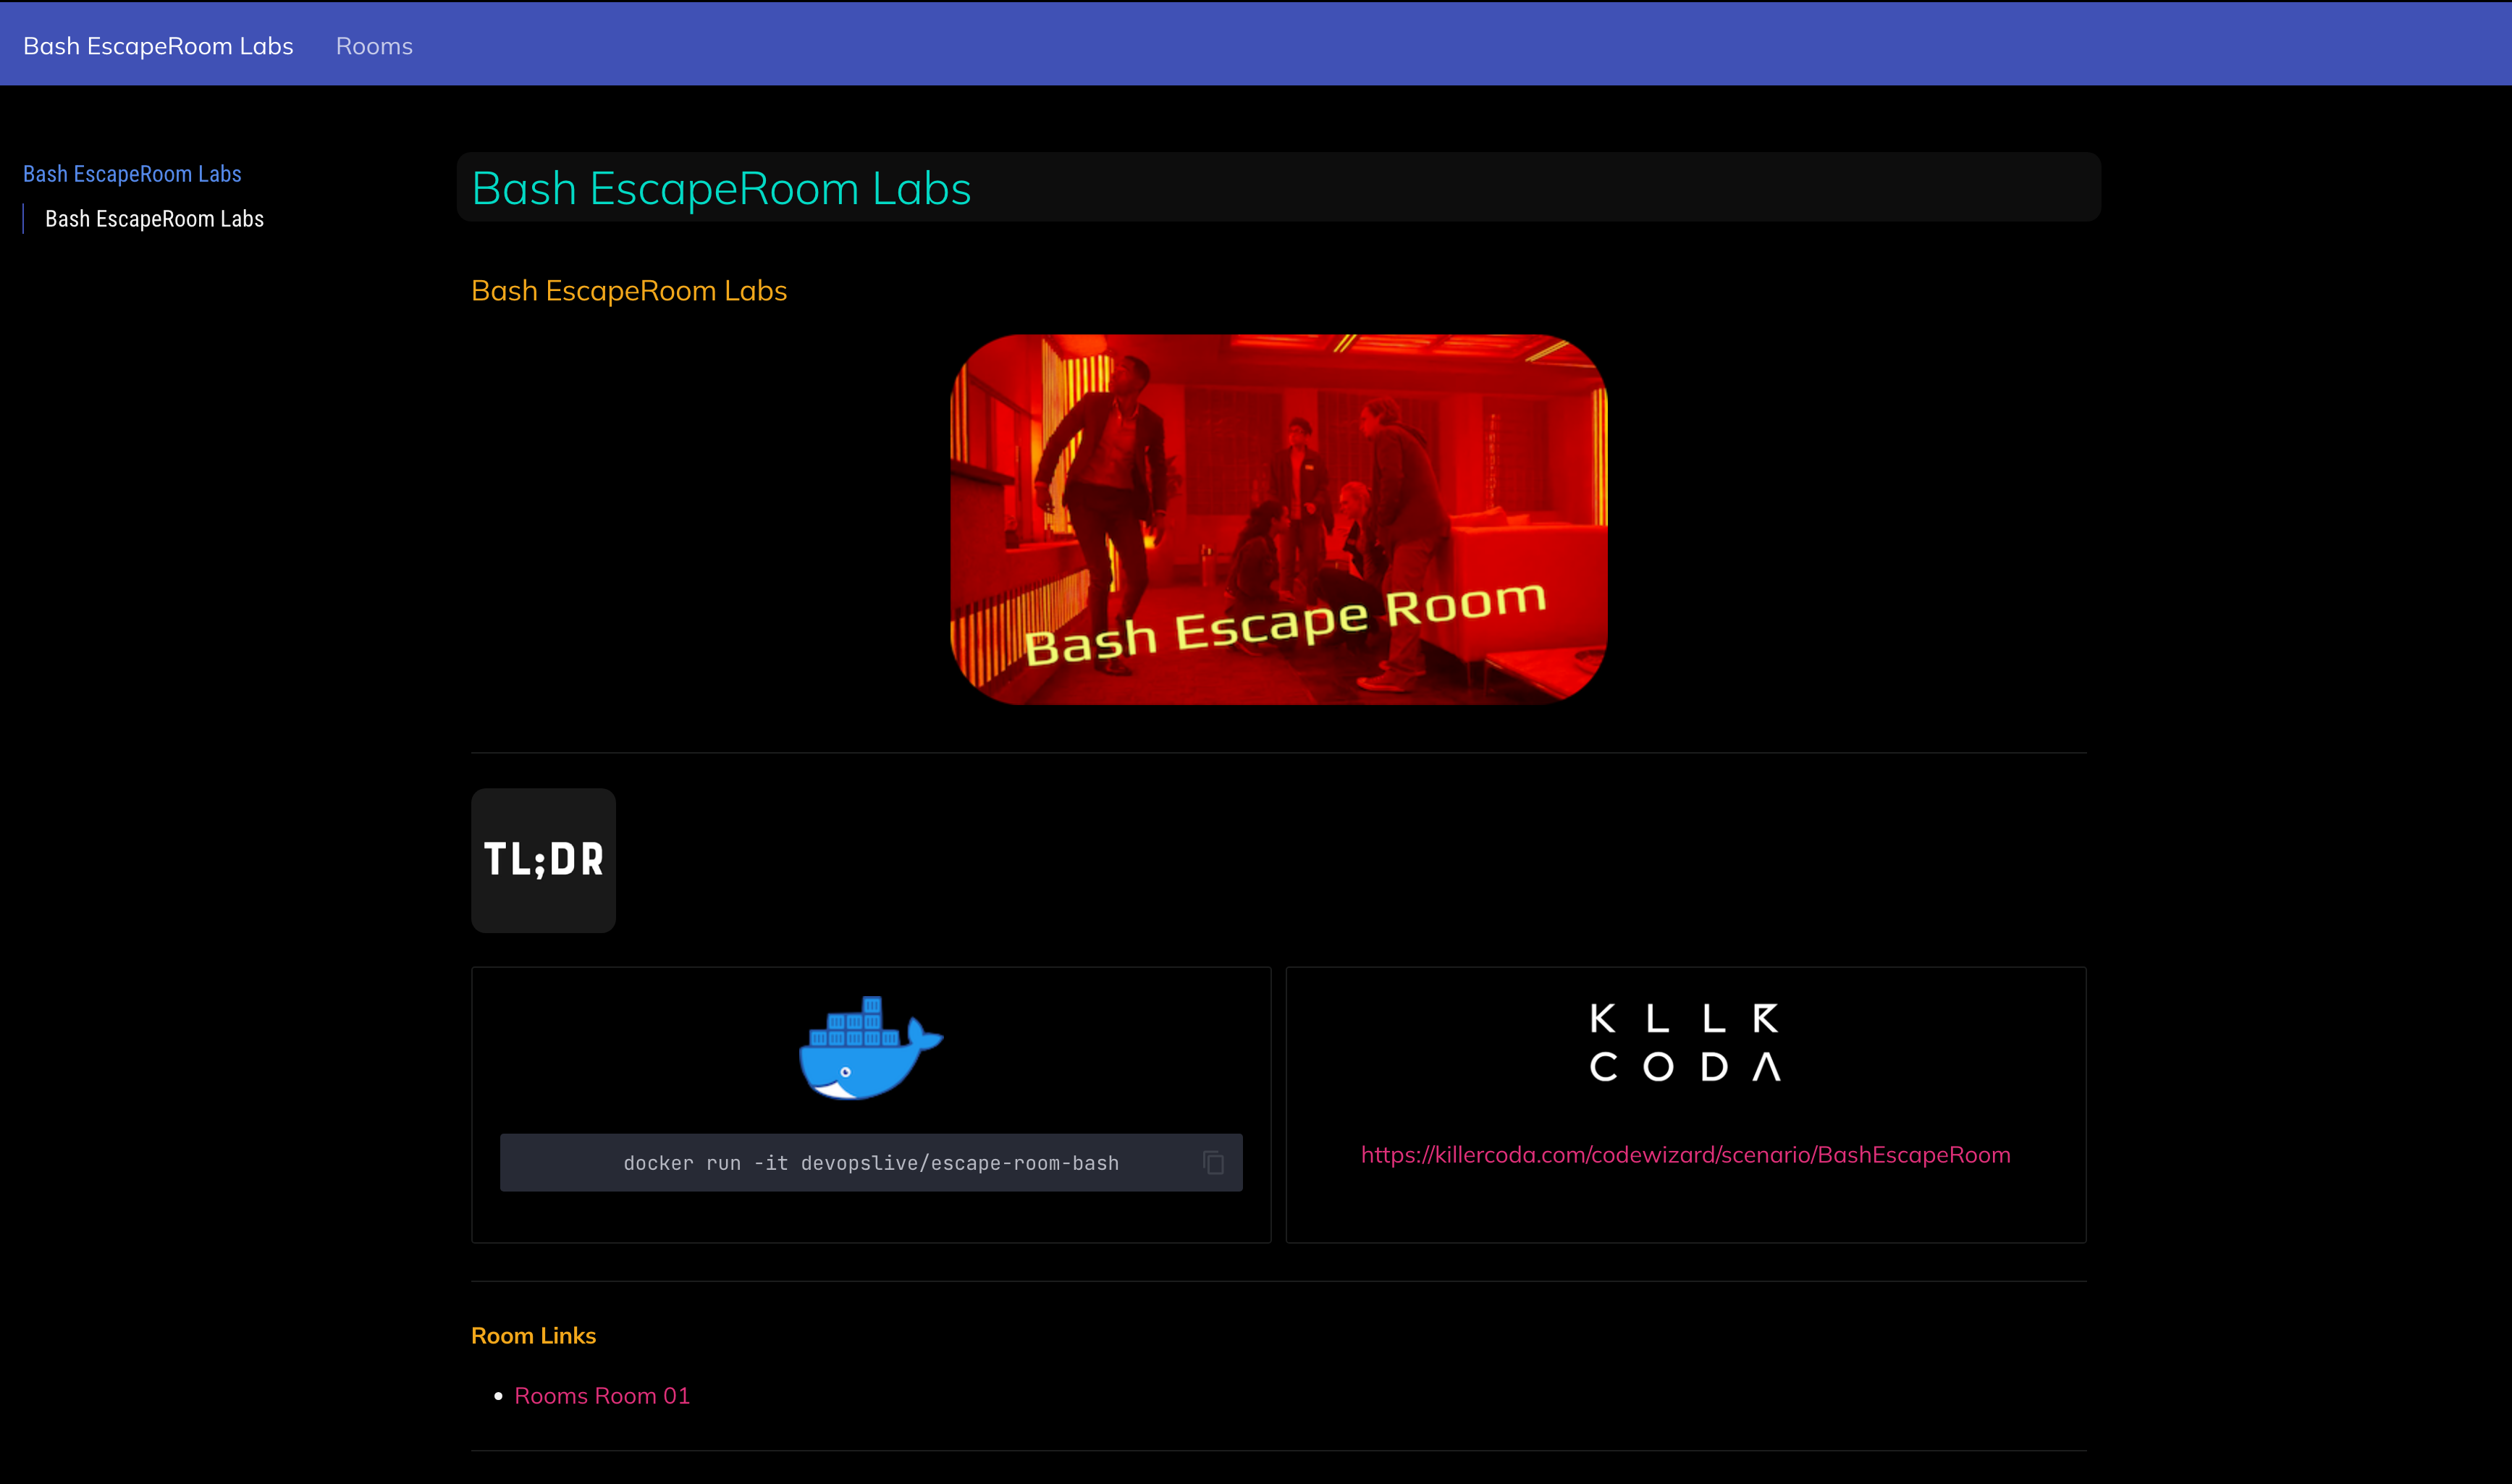 Bash EscapeRoom Labs
Rooms
Bash EscapeRoom Labs
Bash EscapeRoom Labs
Bash EscapeRoom Labs
Bash EscapeRoom Labs
Bash Escape Room
TL;DR
docker run -it devopslive/escape-room-bash
KLLR
CODA
https://killercoda.com/codewizard/scenario/BashEscapeRoom
Room Links
Rooms Room 01